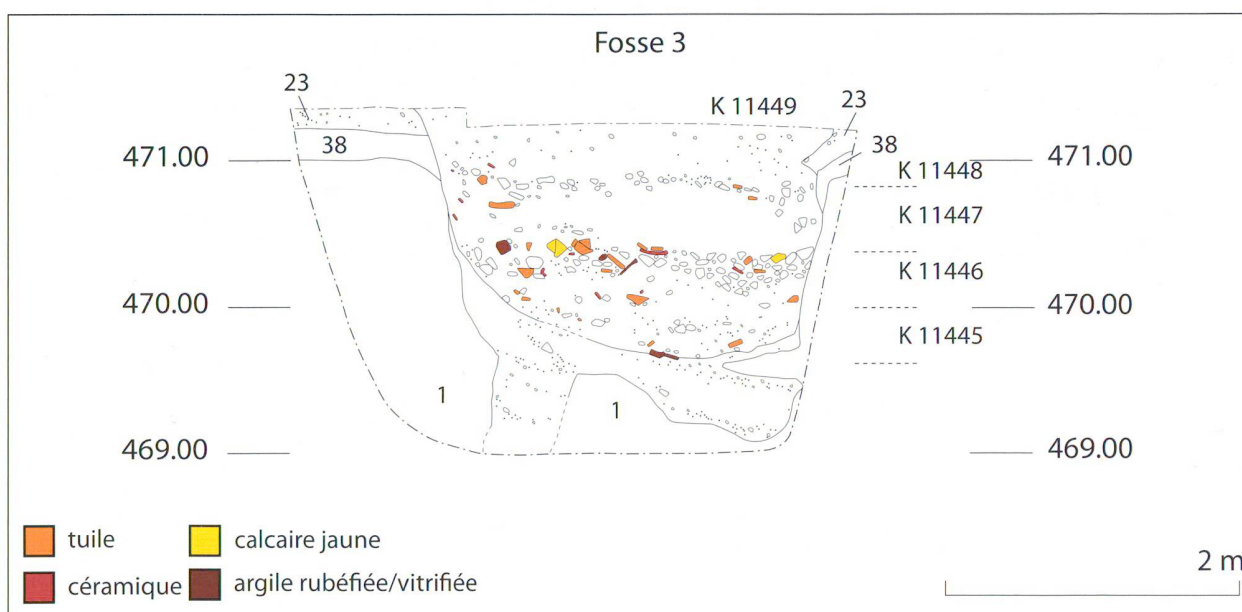 Fosse 3
23
K 11449
23
38
38
471.00
471.00
K 11448
K 11447
K 11446
470.00
470.00
K 11445
1
1
469.00
469.00
tuile
calcaire jaune
céramique
argile rubéfiée/vitrifiée
2 m